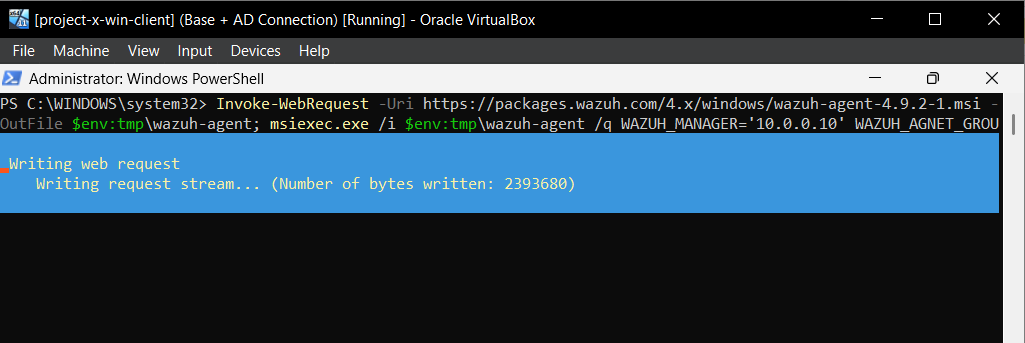 [project-x-win-client] (Base + AD Connection) [Running] - Oracle VirtualBox
File Machine View Input Devices Help
Administrator: Windows PowerShell
PS C:\WINDOWS\system32> Invoke-WebRequest -Uri https://packages.wazuh.com/4.x/windows/wazuh-agent-4.9.2-1.msi -
OutFile $env:tmp\wazuh-agent; msiexec.exe /i $env:tmp\wazuh-agent /q WAZUH_MANAGER='10.0.0.10' WAZUH_AGNET_GROU
Writing web request
Writing request stream... (Number of bytes written: 2393680)